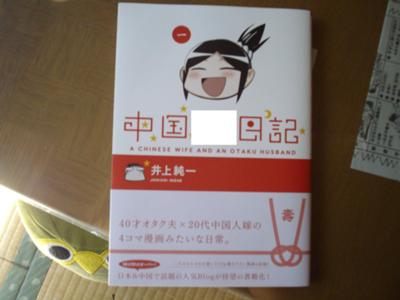 一
中国 日記
A CHINESE WIFE AND AN OTAKU HUSBAND
井上純一
JUNICHI INOUE
40才オタク夫×20代中国人嫁の
4コマ漫画みたいな日常。
寿
日本&中国で話題の人気Blogが待望の書籍化!